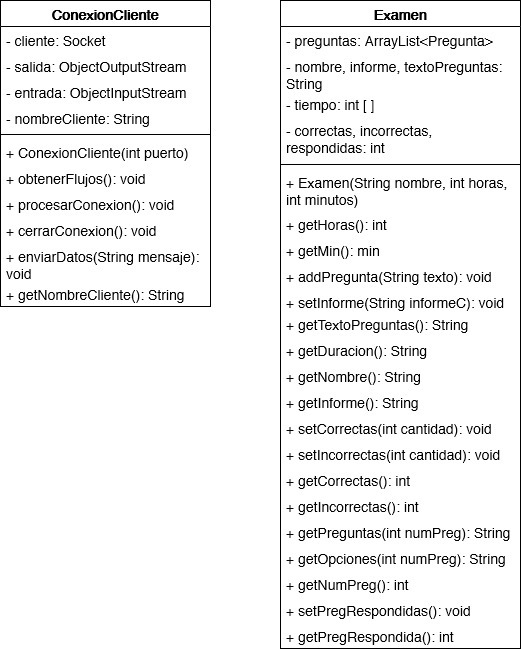 ConexionCliente
- cliente: Socket
- salida: ObjectOutputStream
- entrada: ObjectInputStream
- nombreCliente: String
+ ConexionCliente(int puerto)
+ obtenerFlujos(): void
+ procesarConexion(): void
+ cerrarConexion(): void
+ enviarDatos(String mensaje):
void
+ getNombreCliente(): String
Examen
- preguntas: ArrayList<Pregunta>
- nombre, informe, textoPreguntas:
String
- tiempo: int [ ]
- correctas, incorrectas,
respondidas: int
+ Examen(String nombre, int horas,
int minutos)
+ getHoras(): int
+ getMin(): min
+ addPregunta(String texto): void
+ setInforme(String informeC): void
+ getTextoPreguntas(): String
+ getDuracion(): String
+ getNombre(): String
+ getInforme(): String
+ setCorrectas(int cantidad): void
+ setIncorrectas(int cantidad): void
+ getCorrectas(): int
+ getIncorrectas(): int
+ getPreguntas(int numPreg): String
+ getOpciones(int numPreg): String
+ getNumPreg(): int
+ setPregRespondidas(): void
+ getPregRespondida(): int